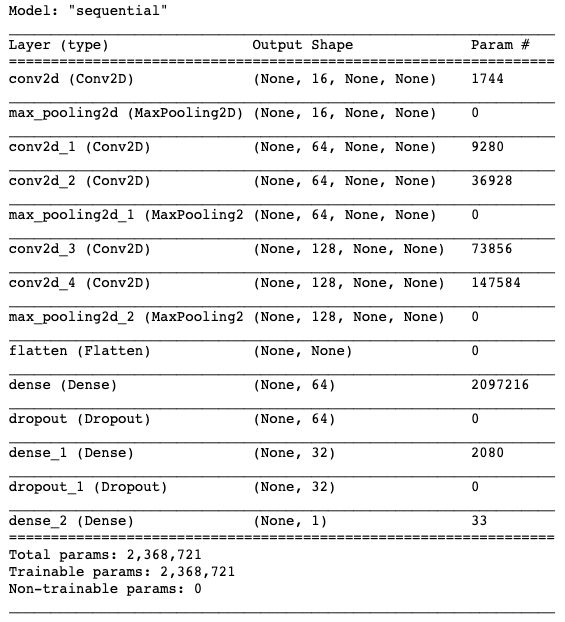 Model: "sequential"
Layer (type) Output Shape Param #
conv2d (Conv2D) (None, 16, None, None) 1744
max_pooling2d (MaxPooling2D) (None, 16, None, None) 0
conv2d_1 (Conv2D) (None, 64, None, None) 9280
conv2d_2 (Conv2D) (None, 64, None, None) 36928
max_pooling2d_1 (MaxPooling2 (None, 64, None, None) 0
conv2d_3 (Conv2D) (None, 128, None, None) 73856
conv2d_4 (Conv2D) (None, 128, None, None) 147584
max_pooling2d_2 (MaxPooling2 (None, 128, None, None) 0
flatten (Flatten) (None, None) 0
dense (Dense) (None, 64) 2097216
dropout (Dropout) (None, 64) 0
dense_1 (Dense) (None, 32) 2080
dropout_1 (Dropout) (None, 32) 0
dense_2 (Dense) (None, 1) 33
Total params: 2,368,721
Trainable params: 2,368,721
Non-trainable params: 0